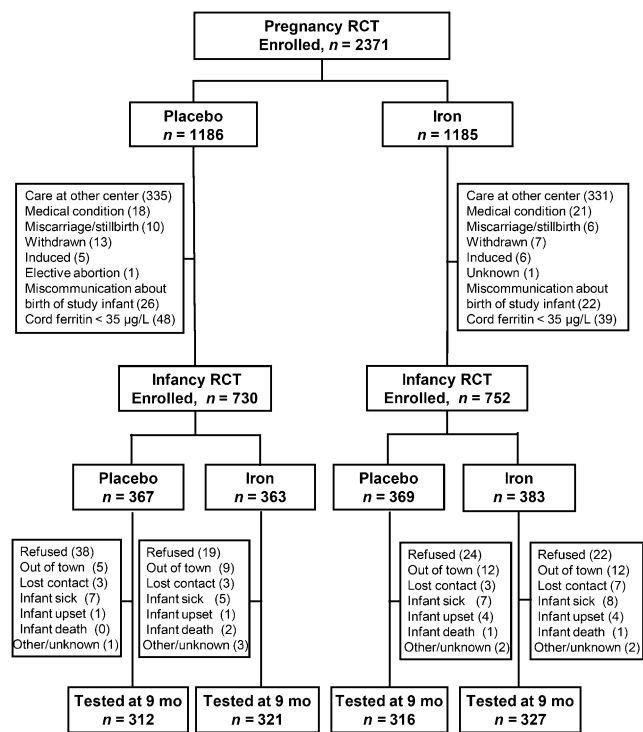 Pregnancy RCT
Enrolled, n = 2371
Placebo
n = 1186
Iron
n = 1185
Care at other center (335)
Medical condition (18)
Miscarriage/stillbirth (10)
Withdrawn (13)
Induced (5)
Elective abortion (1)
Miscommunication about
birth of study infant (26)
Cord ferritin < 35 µg/L (48)
Care at other center (331)
Medical condition (21)
Miscarriage/stillbirth (6)
Withdrawn (7)
Induced (6)
Unknown (1)
Miscommunication about
birth of study infant (22)
Cord ferritin < 35 µg/L (39)
Infancy RCT
Enrolled, n = 730
Infancy RCT
Enrolled, n = 752
Placebo
n = 367
Iron
n = 363
Placebo
n = 369
Iron
n = 383
Refused (38)
Out of town (5)
Lost contact (3)
Infant sick (7)
Infant upset (1)
Infant death (0)
Other/unknown (1)
Refused (19)
Out of town (9)
Lost contact (3)
Infant sick (5)
Infant upset (1)
Infant death (2)
Other/unknown (3)
Refused (24)
Out of town (12)
Lost contact (3)
Infant sick (7)
Infant upset (4)
Infant death (1)
Other/unknown (2)
Refused (22)
Out of town (12)
Lost contact (7)
Infant sick (8)
Infant upset (4)
Infant death (1)
Other/unknown (2)
Tested at 9 mo
n = 312
Tested at 9 mo
n = 321
Tested at 9 mo
n = 316
Tested at 9 mo
n = 327